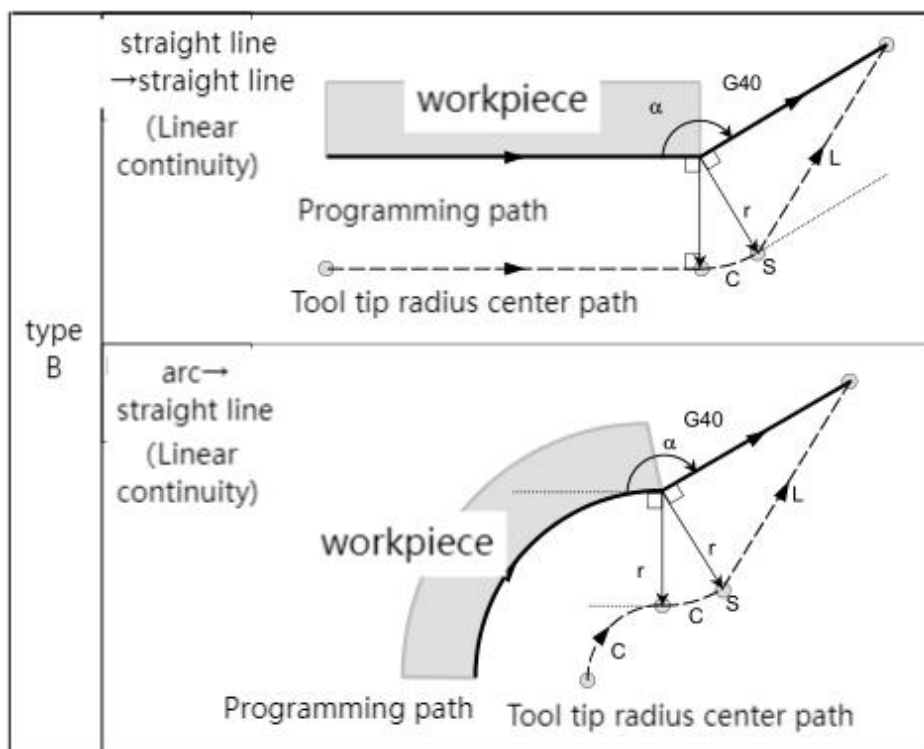 type
B
straight line
→straight line
(Linear
continuity)
workpiece
α
G40
r
L
C
S
Programming path
Tool tip radius center path
arc→
straight line
(Linear
continuity)
workpiece
α
G40
r
r
L
C
S
C
Programming path
Tool tip radius center path